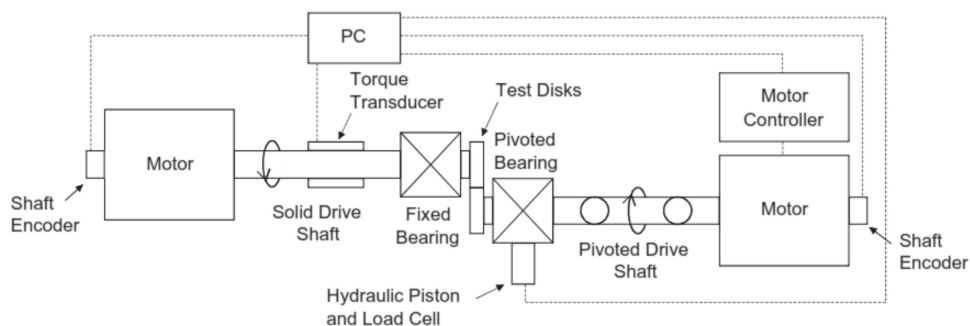 PC
Torque
Transducer
Test Disks
Motor
Controller
Pivoted
Bearing
Motor
Motor
Shaft
Encoder
Solid Drive
Shaft
Fixed
Bearing
Pivoted Drive
Shaft
Shaft
Encoder
Hydraulic Piston
and Load Cell